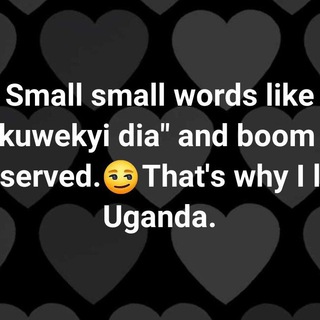 Small small words like
kuwekyi dia" and boom
served.😏That's why I
Uganda.